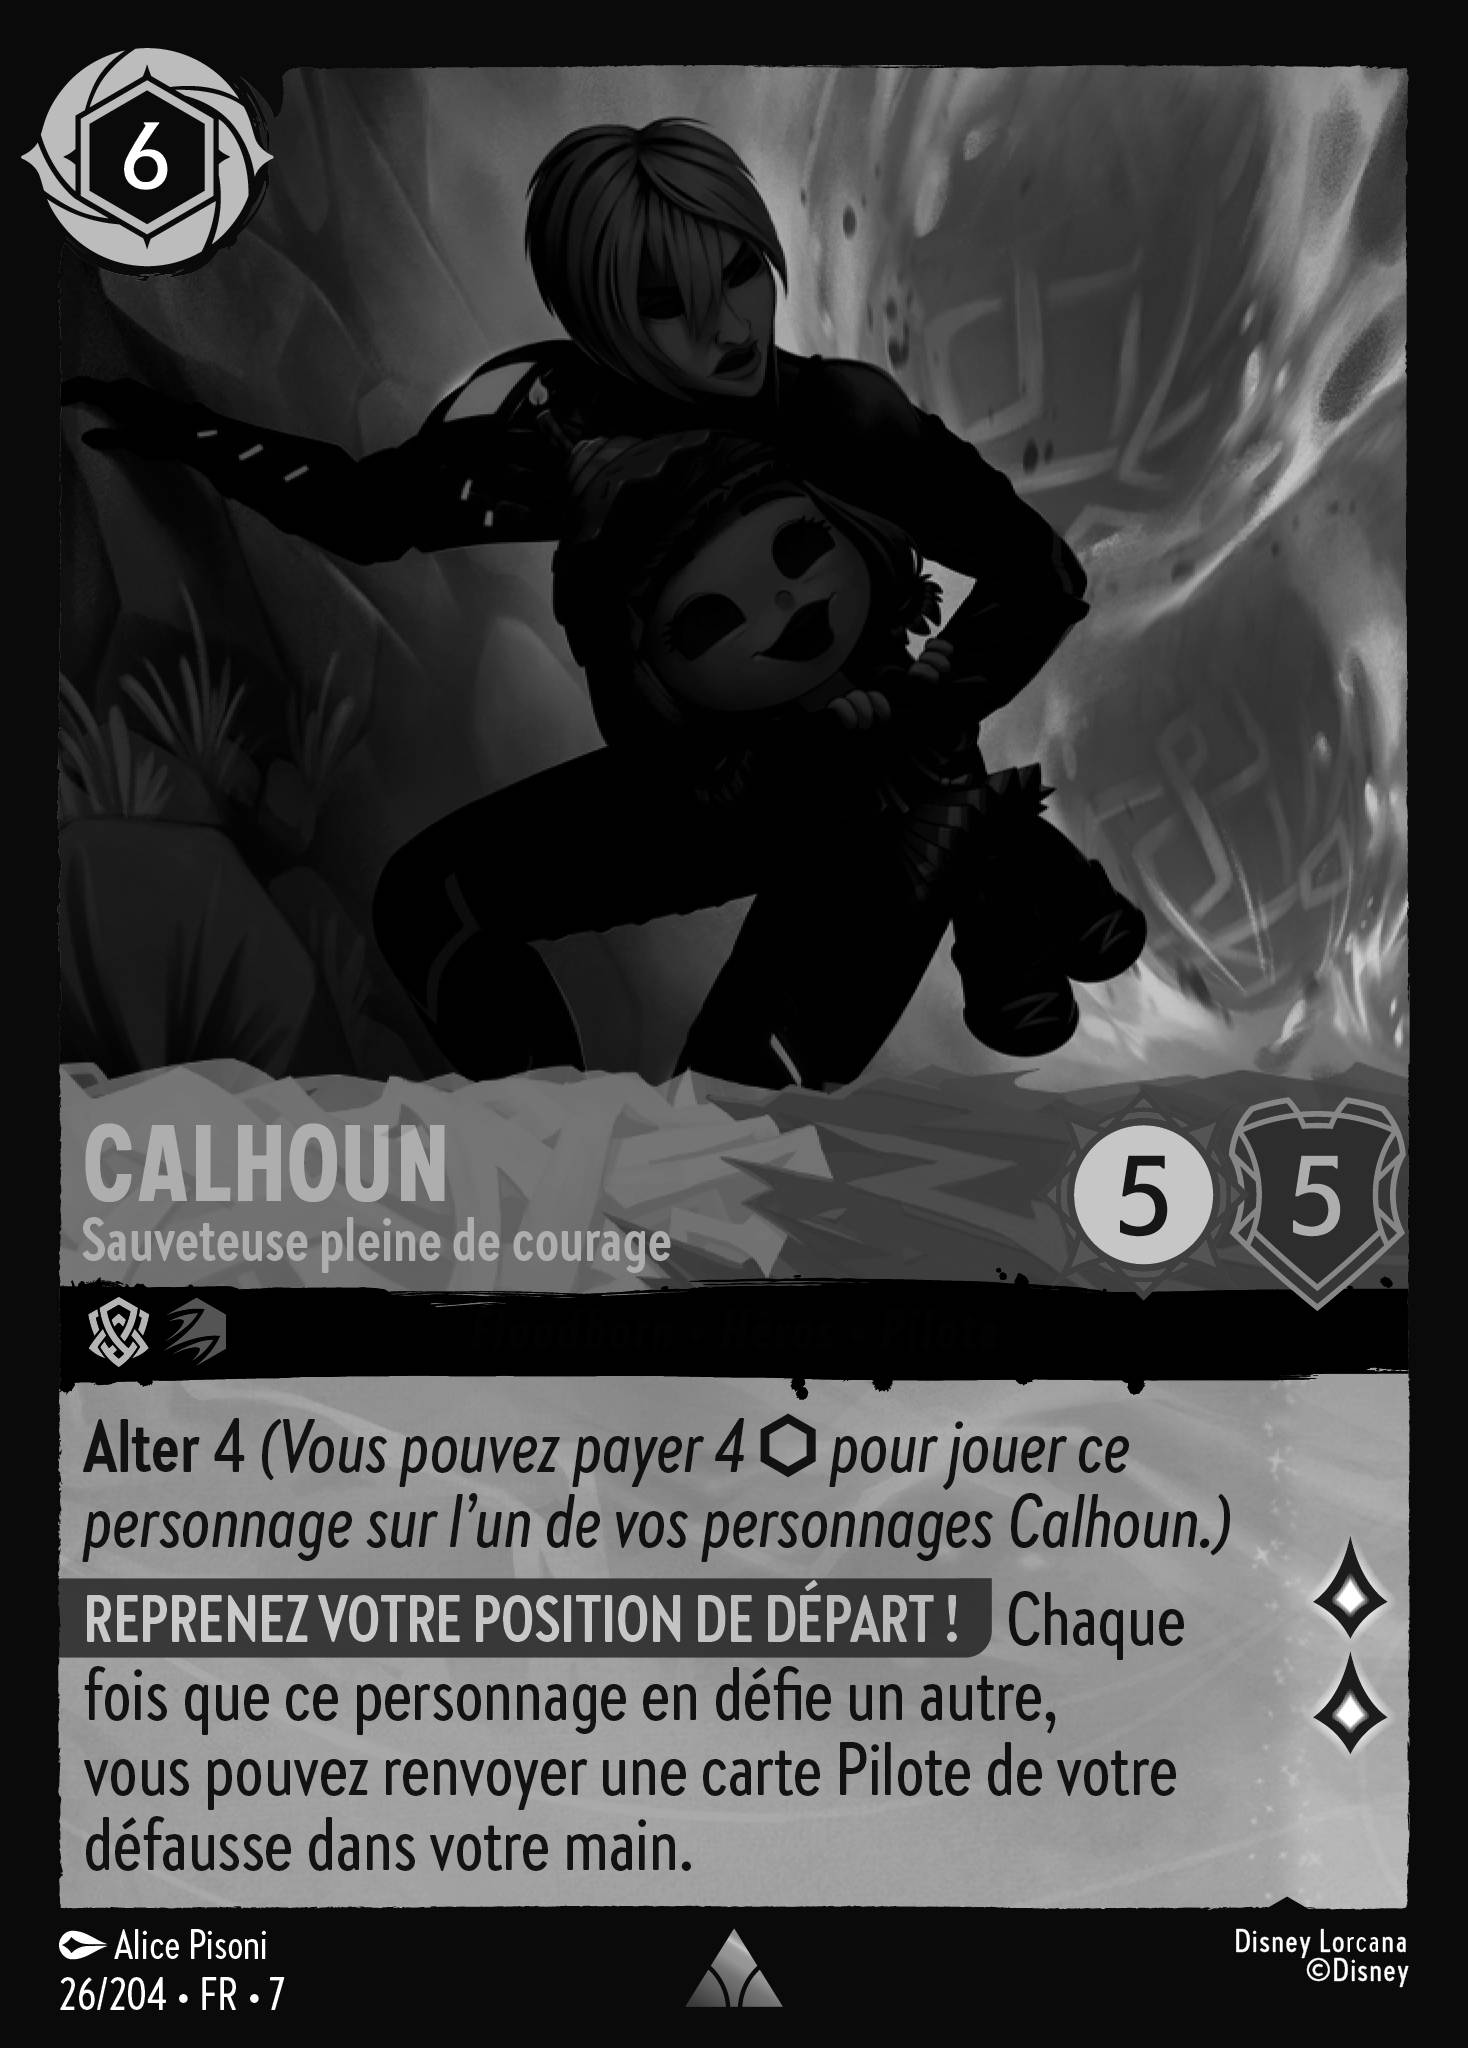 6
CALHOUN
Sauveteuse pleine de courage
5 5
Floodborn • Héros • Pilote
Alter 4 (Vous pouvez payer 4 ⬡ pour jouer ce
personnage sur l’un de vos personnages Calhoun.)
REPRENEZ VOTRE POSITION DE DÉPART ! Chaque
fois que ce personnage en défie un autre,
vous pouvez renvoyer une carte Pilote de votre
défausse dans votre main.
Alice Pisoni
Disney Lorcana
26/204 • FR • 7
©Disney